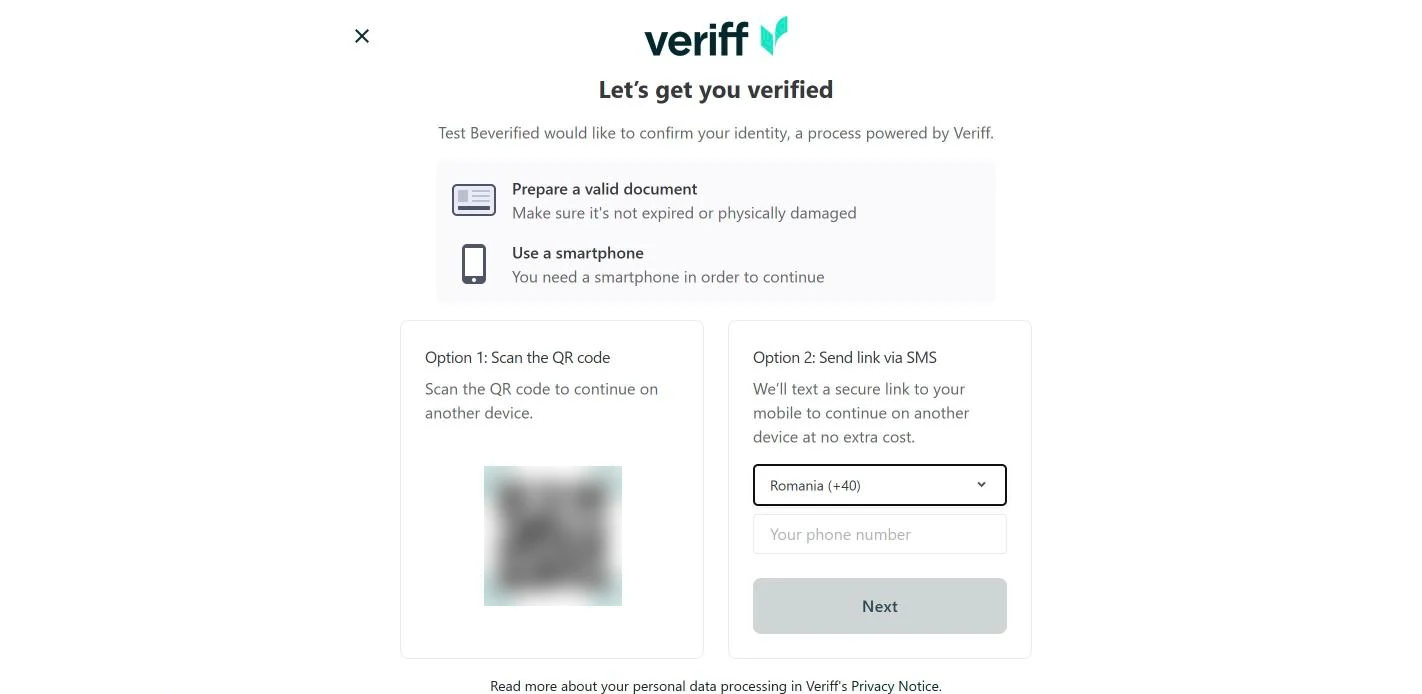 veriff
Let’s get you verified
Test Beverified would like to confirm your identity, a process powered by Veriff.
Prepare a valid document
Make sure it's not expired or physically damaged
Use a smartphone
You need a smartphone in order to continue
Option 1: Scan the QR code
Scan the QR code to continue on
another device.
Option 2: Send link via SMS
We’ll text a secure link to your
mobile to continue on another
device at no extra cost.
Romania (+40)
Your phone number
Next
Read more about your personal data processing in Veriff's Privacy Notice.